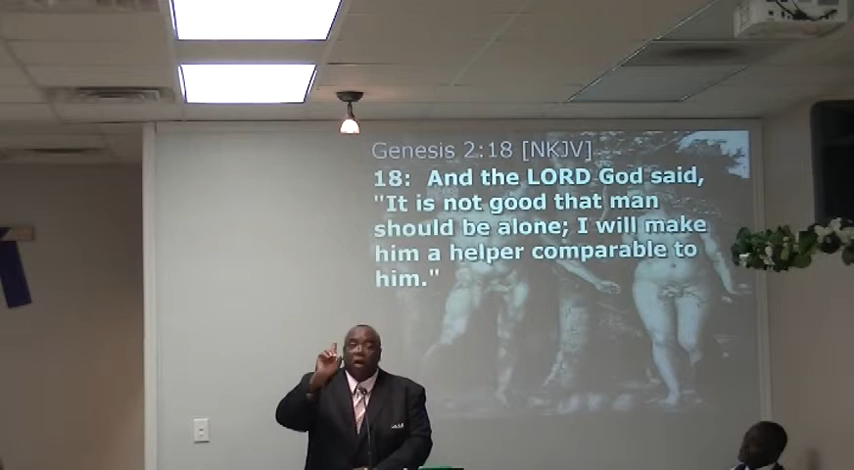 Genesis 2:18 [NKJV]
18: And the LORD God said,
"It is not good that man
should be alone; I will make
him a helper comparable to
him."